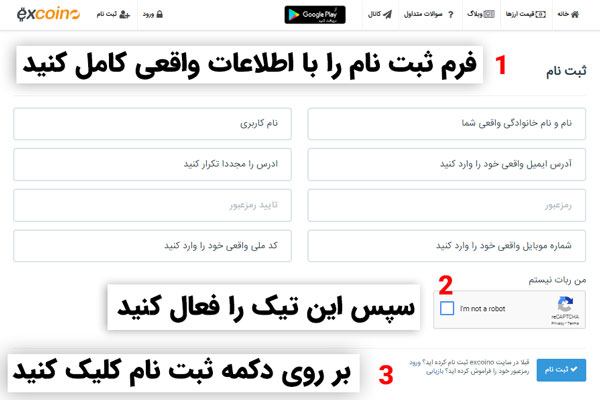 خانه
قیمت ارزها
وبلاگ
سوالات متداول
کانال
Google Play
ورود
ثبت نام
excoino
1 فرم ثبت نام را با اطلاعات واقعی کامل کنید
ثبت نام
نام و نام خانوادگی واقعی شما
نام کاربری
آدرس ایمیل واقعی خود را وارد کنید
ادرس را مجددا تکرار کنید
رمزعبور
تایید رمزعبور
شماره موبایل واقعی خود را وارد کنید
کد ملی واقعی خود را وارد کنید
من ربات نیستم
2 سپس این تیک را فعال کنید
I'm not a robot
reCAPTCHA
Privacy - Terms
ثبت نام
قبلا در سایت excoino ثبت نام کرده اید؟ ورود
رمزعبور خود را فراموش کرده اید؟ بازیابی
3 بر روی دکمه ثبت نام کلیک کنید